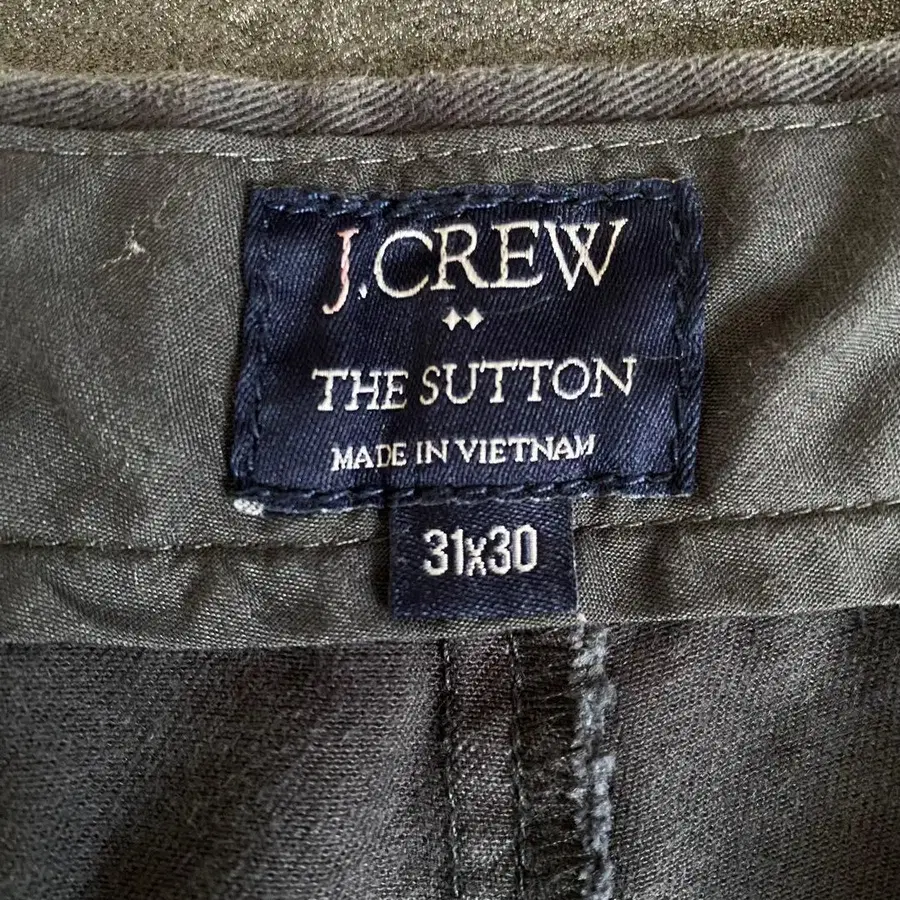 J.CREW
THE SUTTON
MADE IN VIETNAM
31x30